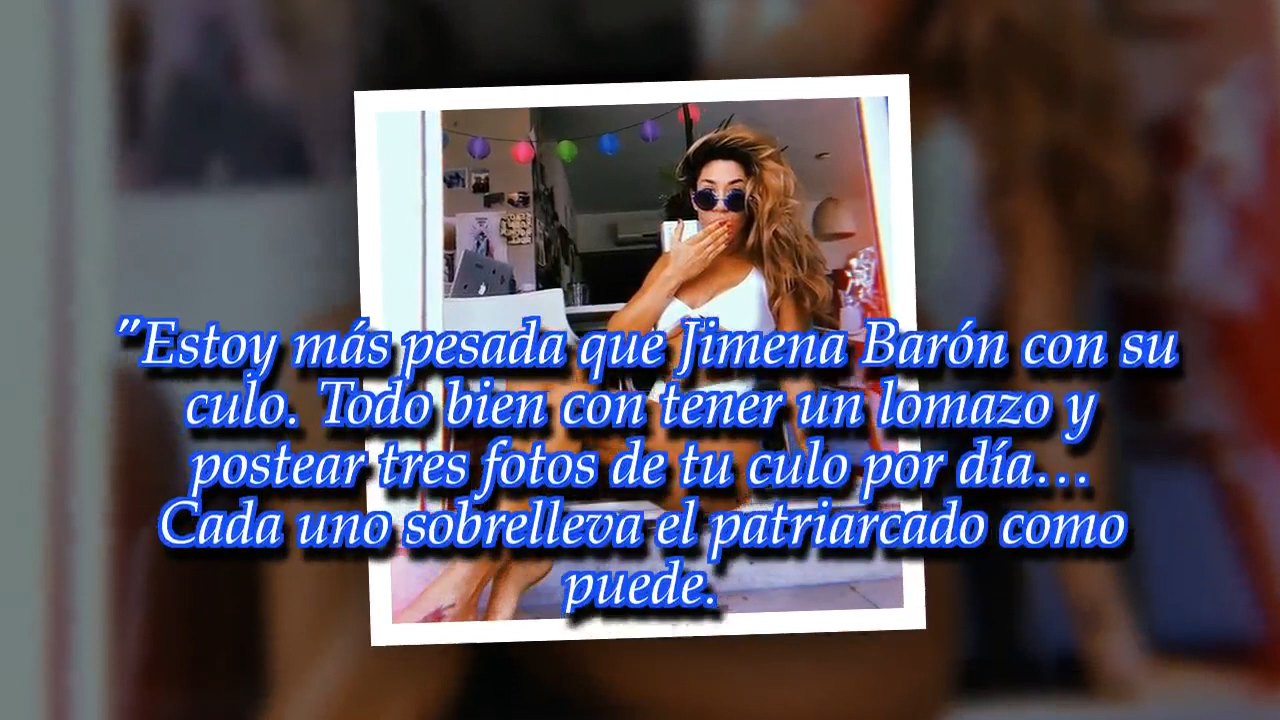 "Estoy más pesada que Jimena Barón con su
culo. Todo bien con tener un lomazo y
postear tres fotos de tu culo por día…
Cada uno sobrelleva el patriarcado como
puede.